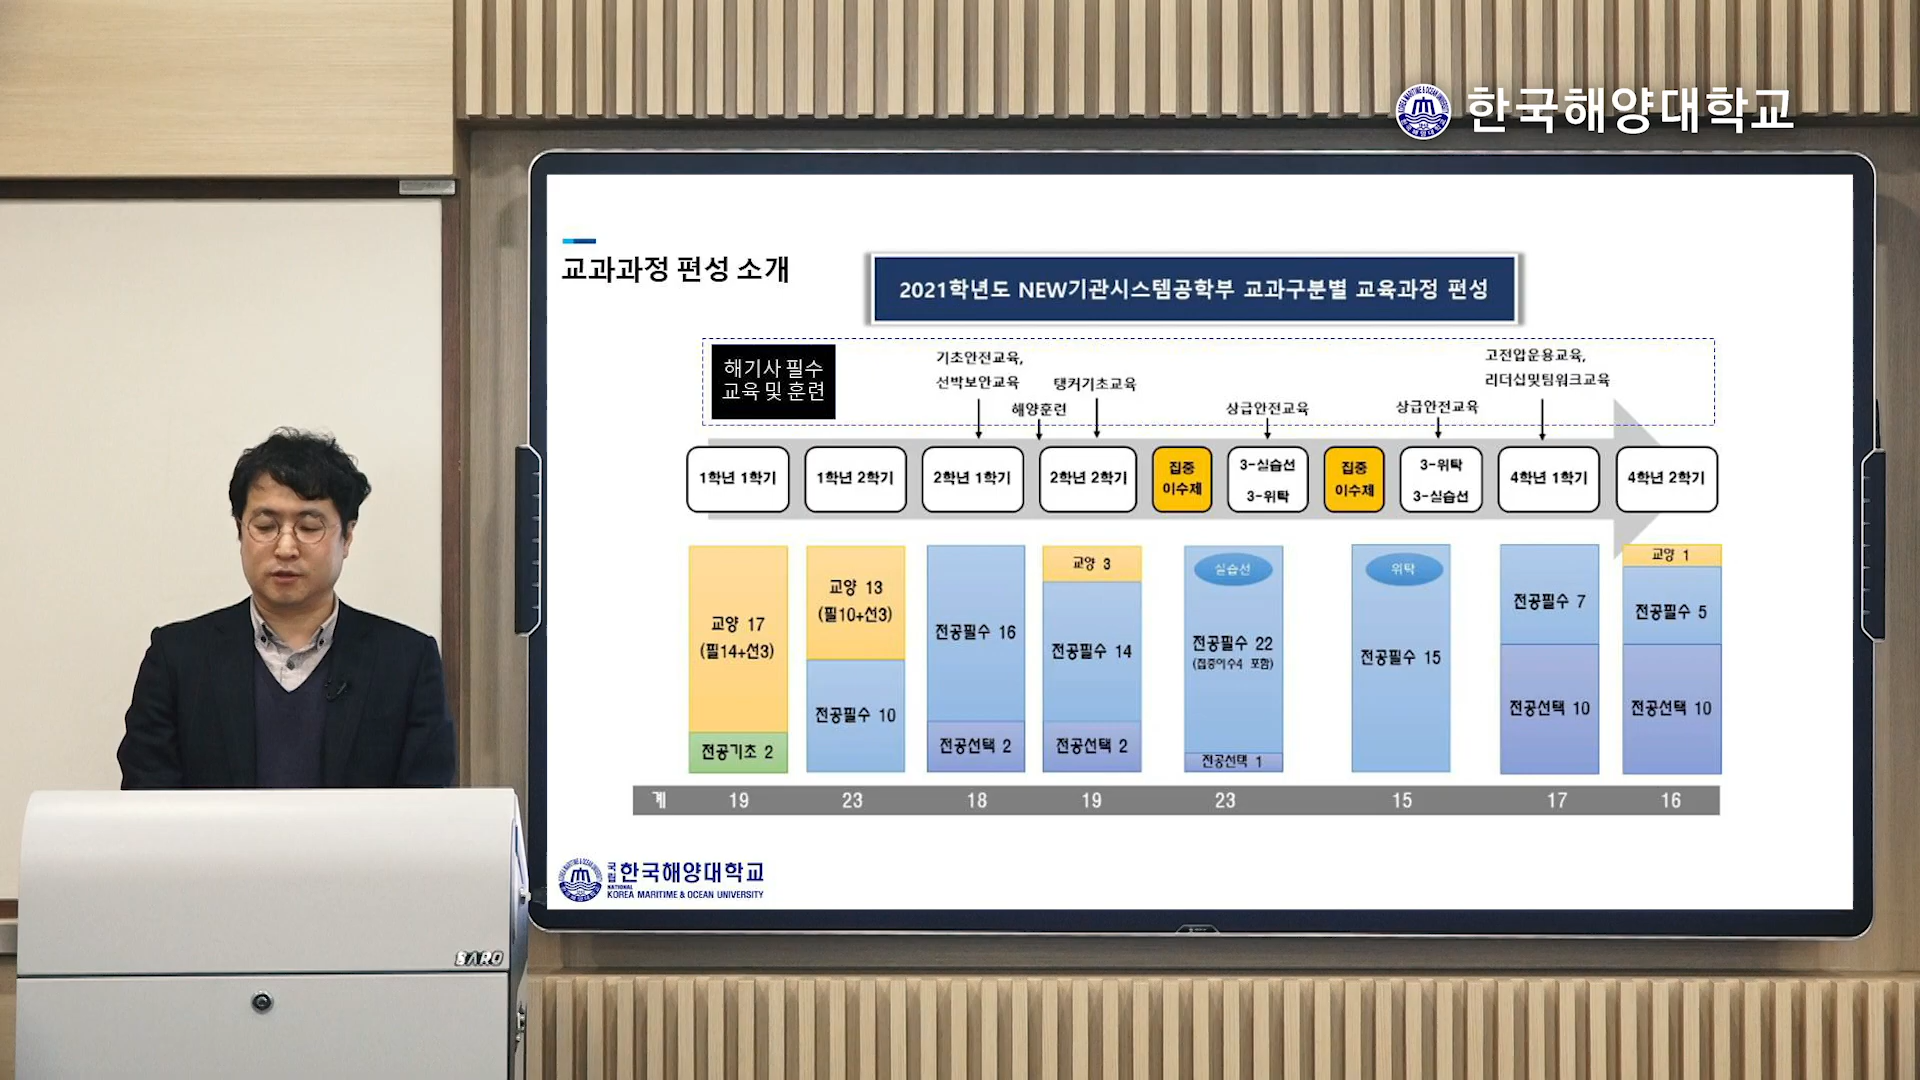 한국해양대학교
교과과정 편성 소개
2021학년도 NEW기관시스템공학부 교과구분별 교육과정 편성
해기사 필수
교육 및 훈련
기초안전교육,
선박보안교육
해양훈련
탱커기초교육
상급안전교육
상급안전교육
고전압운용교육,
리더십및팀워크교육
1학년 1학기
1학년 2학기
2학년 1학기
2학년 2학기
집중
이수제
3-실습선
3-위탁
집중
이수제
3-위탁
3-실습선
4학년 1학기
4학년 2학기
교양 17
(필14+선3)
전공기초 2
교양 13
(필10+선3)
전공필수 10
전공필수 16
전공선택 2
교양 3
전공필수 14
전공선택 2
실습선
전공필수 22
(집중이수4 포함)
전공선택 1
위탁
전공필수 15
전공필수 7
전공선택 10
교양 1
전공필수 5
전공선택 10
계 19 23 18 19 23 15 17 16
국립 한국해양대학교
NATIONAL
KOREA MARITIME & OCEAN UNIVERSITY
BARO